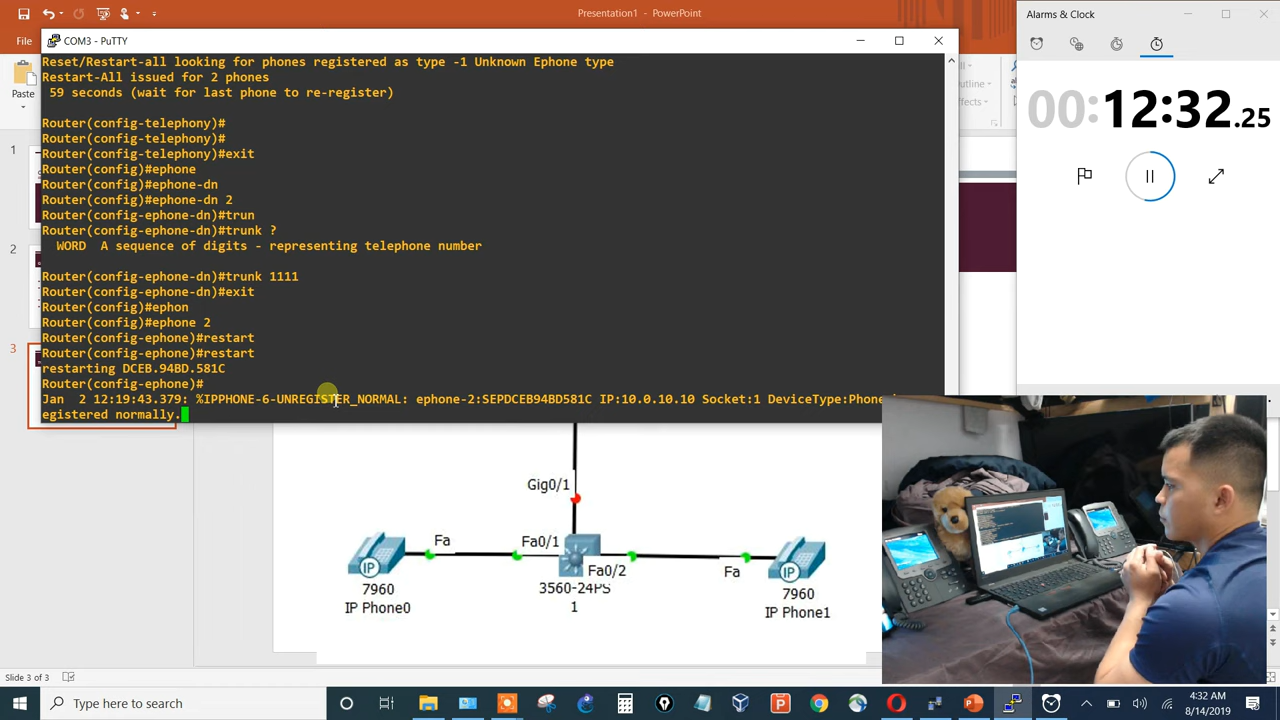 Presentation1 - PowerPoint
File
Paste
COM3 - PuTTY
Reset/Restart-all looking for phones registered as type -1 Unknown Ephone type
Restart-All issued for 2 phones
59 seconds (wait for last phone to re-register)
Router(config-telephony)#
Router(config-telephony)#
Router(config-telephony)#exit
Router(config)#ephone
Router(config)#ephone-dn
Router(config)#ephone-dn 2
Router(config-ephone-dn)#trun
Router(config-ephone-dn)#trunk ?
WORD A sequence of digits - representing telephone number
Router(config-ephone-dn)#trunk 1111
Router(config-ephone-dn)#exit
Router(config)#ephon
Router(config)#ephone 2
Router(config-ephone)#restart
Router(config-ephone)#restart
restarting DCEB.94BD.581C
Router(config-ephone)#
Jan 2 12:19:43.379: %IPPHONE-6-UNREGISTER_NORMAL: ephone-2:SEPDCEB94BD581C IP:10.0.10.10 Socket:1 DeviceType:Phone
egistered normally.
Alarms & Clock
00:12:32.25
1
2
3
Gig0/1
Fa
Fa0/1
Fa0/2
Fa
IP
7960
IP Phone0
3560-24PS
1
IP
7960
IP Phone1
Slide 3 of 3
Type here to search
4:32 AM
8/14/2019